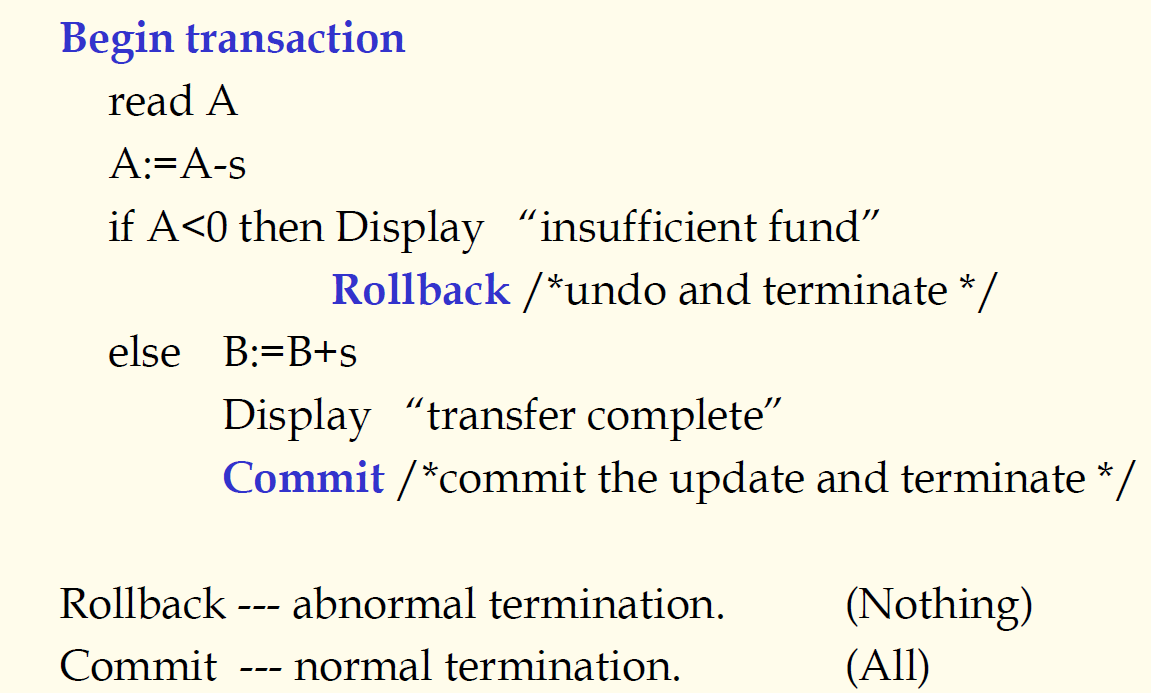 Begin transaction
read A
A:=A-s
if A<0 then Display “insufficient fund”
Rollback /*undo and terminate */
else B:=B+s
Display “transfer complete”
Commit /*commit the update and terminate */
Rollback --- abnormal termination. (Nothing)
Commit --- normal termination. (All)